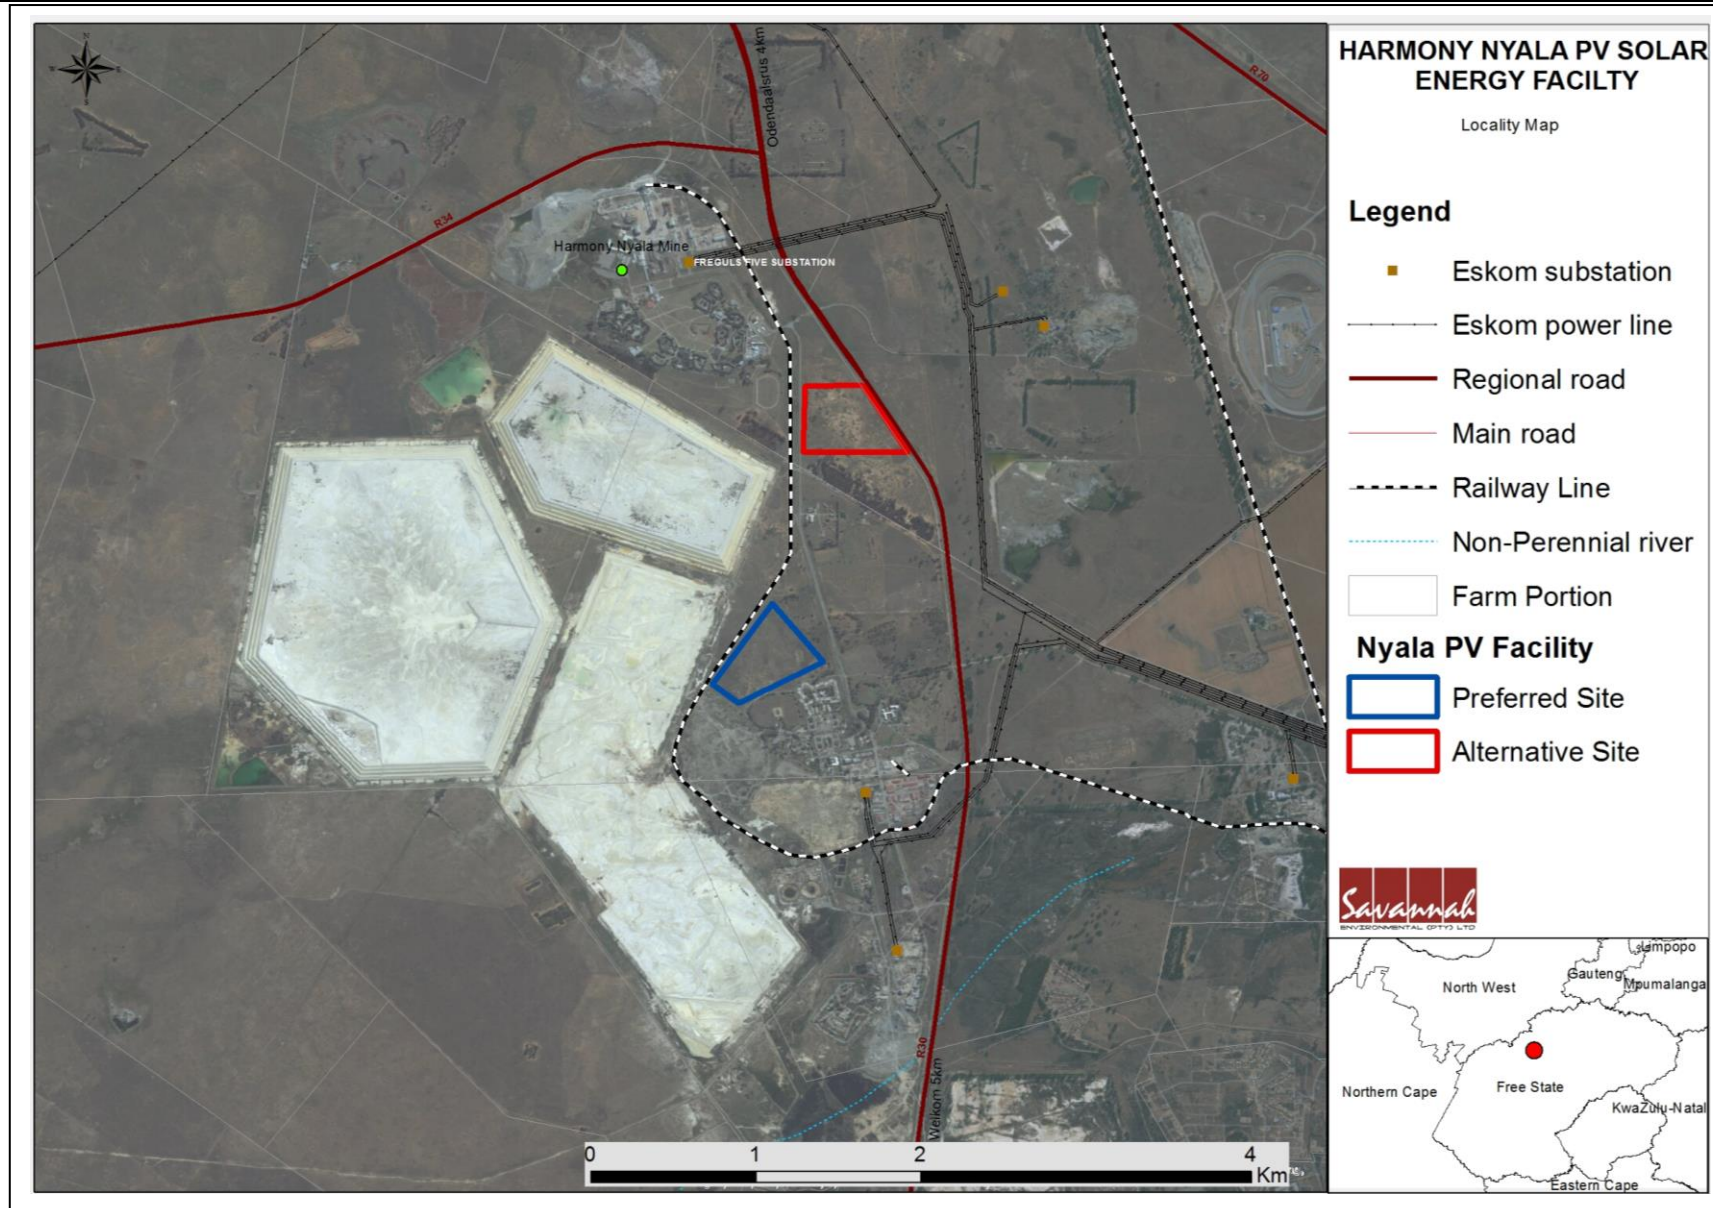 HARMONY NYALA PV SOLAR
ENERGY FACILTY
Locality Map
Legend
Eskom substation
Eskom power line
Regional road
Main road
Railway Line
Non-Perennial river
Farm Portion
Nyala PV Facility
Preferred Site
Alternative Site
Savannah
ENVIRONMENTAL (PTY) LTD
N
W
E
S
Odendaalsrus 4km
R70
R34
Harmony Nyala Mine
FREGULS FIVE SUBSTATION
R30
Welkom 5km
0
1
2
4
Km
Limpopo
Gauteng
Mpumalanga
North West
Northern Cape
Free State
KwaZulu-Natal
Eastern Cape